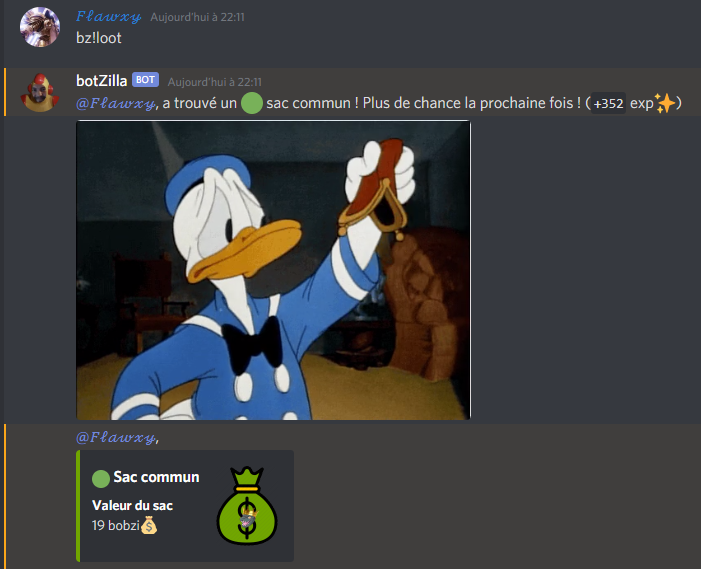 𝓕𝓵𝓪𝔀𝔁𝔂 Aujourd'hui à 22:11
bz!loot
botZilla BOT Aujourd'hui à 22:11
@𝓕𝓵𝓪𝔀𝔁𝔂, a trouvé un 🟢 sac commun ! Plus de chance la prochaine fois ! ( +352 exp✨)
@𝓕𝓵𝓪𝔀𝔁𝔂,
🟢 Sac commun
Valeur du sac
19 bobzi💰
$